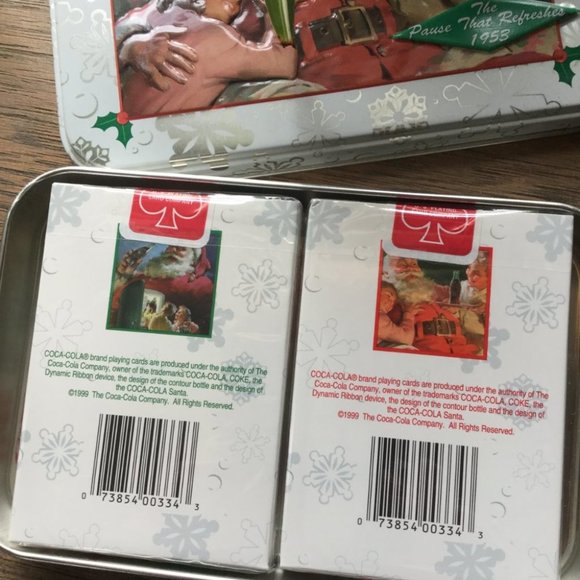 The
Pause That Refreshes
1953
COCA-COLA® brand playing cards are produced under the authority of The
Coca-Cola Company, owner of the trademarks COCA-COLA, COKE, the
Dynamic Ribbon device, the design of the contour bottle and the design of
the COCA-COLA Santa.
©1999 The Coca-Cola Company. All Rights Reserved.
0 73854 00334 3
COCA-COLA® brand playing cards are produced under the authority of The
Coca-Cola Company, owner of the trademarks COCA-COLA, COKE, the
Dynamic Ribbon device, the design of the contour bottle and the design of
the COCA-COLA Santa.
©1999 The Coca-Cola Company. All Rights Reserved.
0 73854 00334 3